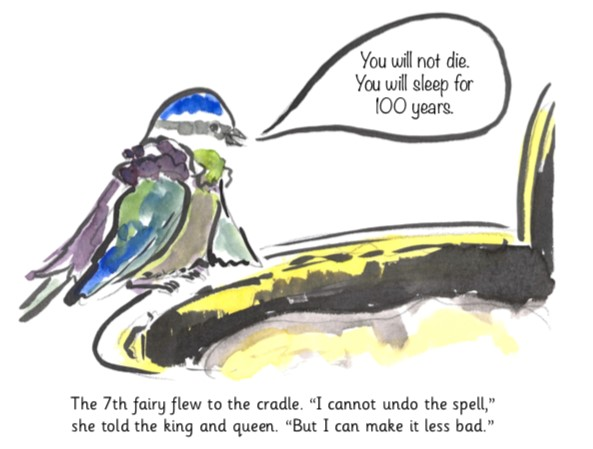 You will not die.
You will sleep for
100 years.
The 7th fairy flew to the cradle. “I cannot undo the spell,”
she told the king and queen. “But I can make it less bad.”